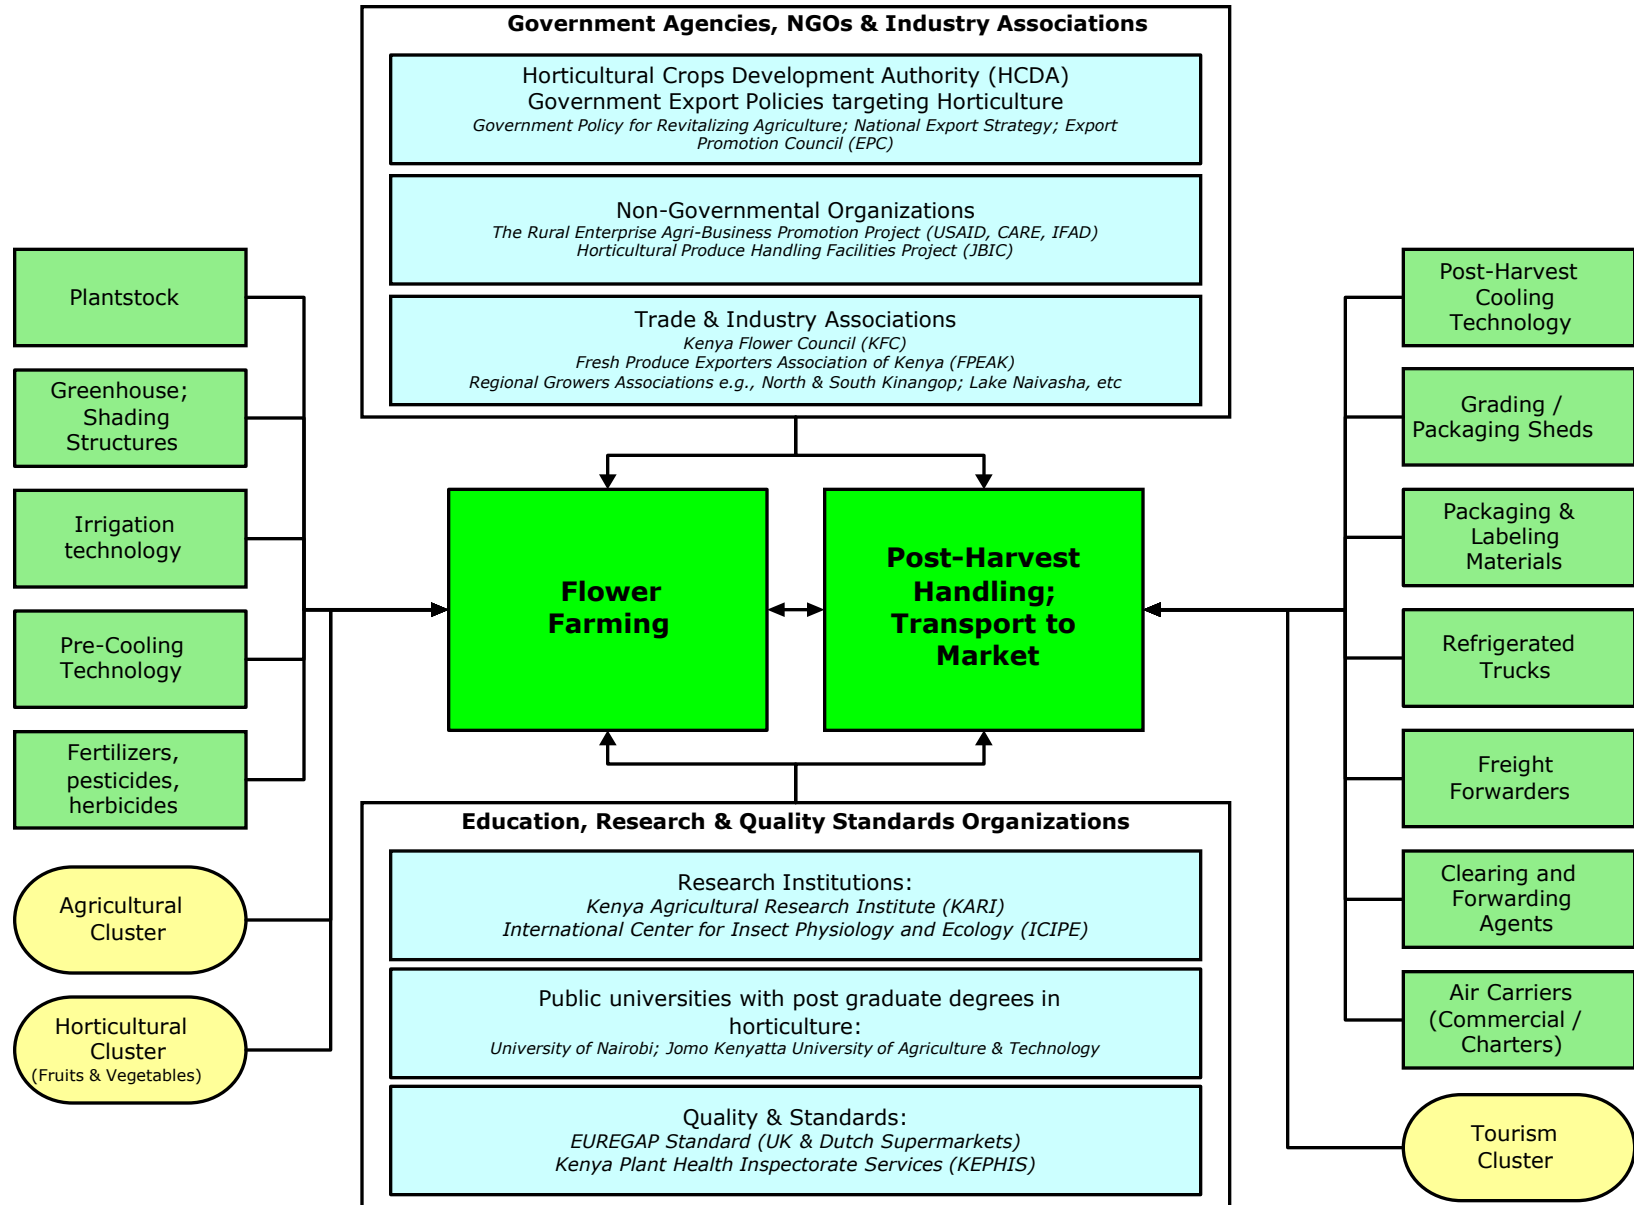 Government Agencies, NGOs & Industry Associations
Horticultural Crops Development Authority (HCDA)
Government Export Policies targeting Horticulture
Government Policy for Revitalizing Agriculture; National Export Strategy; Export
Promotion Council (EPC)
Non-Governmental Organizations
The Rural Enterprise Agri-Business Promotion Project (USAID, CARE, IFAD)
Horticultural Produce Handling Facilities Project (JBIC)
Trade & Industry Associations
Kenya Flower Council (KFC)
Fresh Produce Exporters Association of Kenya (FPEAK)
Regional Growers Associations e.g., North & South Kinangop; Lake Naivasha, etc
Plantstock
Greenhouse;
Shading
Structures
Irrigation
technology
Pre-Cooling
Technology
Fertilizers,
pesticides,
herbicides
Agricultural
Cluster
Horticultural
Cluster
(Fruits & Vegetables)
Flower
Farming
Post-Harvest
Handling;
Transport to
Market
Post-Harvest
Cooling
Technology
Grading /
Packaging Sheds
Packaging &
Labeling
Materials
Refrigerated
Trucks
Freight
Forwarders
Clearing and
Forwarding
Agents
Air Carriers
(Commercial /
Charters)
Tourism
Cluster
Education, Research & Quality Standards Organizations
Research Institutions:
Kenya Agricultural Research Institute (KARI)
International Center for Insect Physiology and Ecology (ICIPE)
Public universities with post graduate degrees in
horticulture:
University of Nairobi; Jomo Kenyatta University of Agriculture & Technology
Quality & Standards:
EUREGAP Standard (UK & Dutch Supermarkets)
Kenya Plant Health Inspectorate Services (KEPHIS)